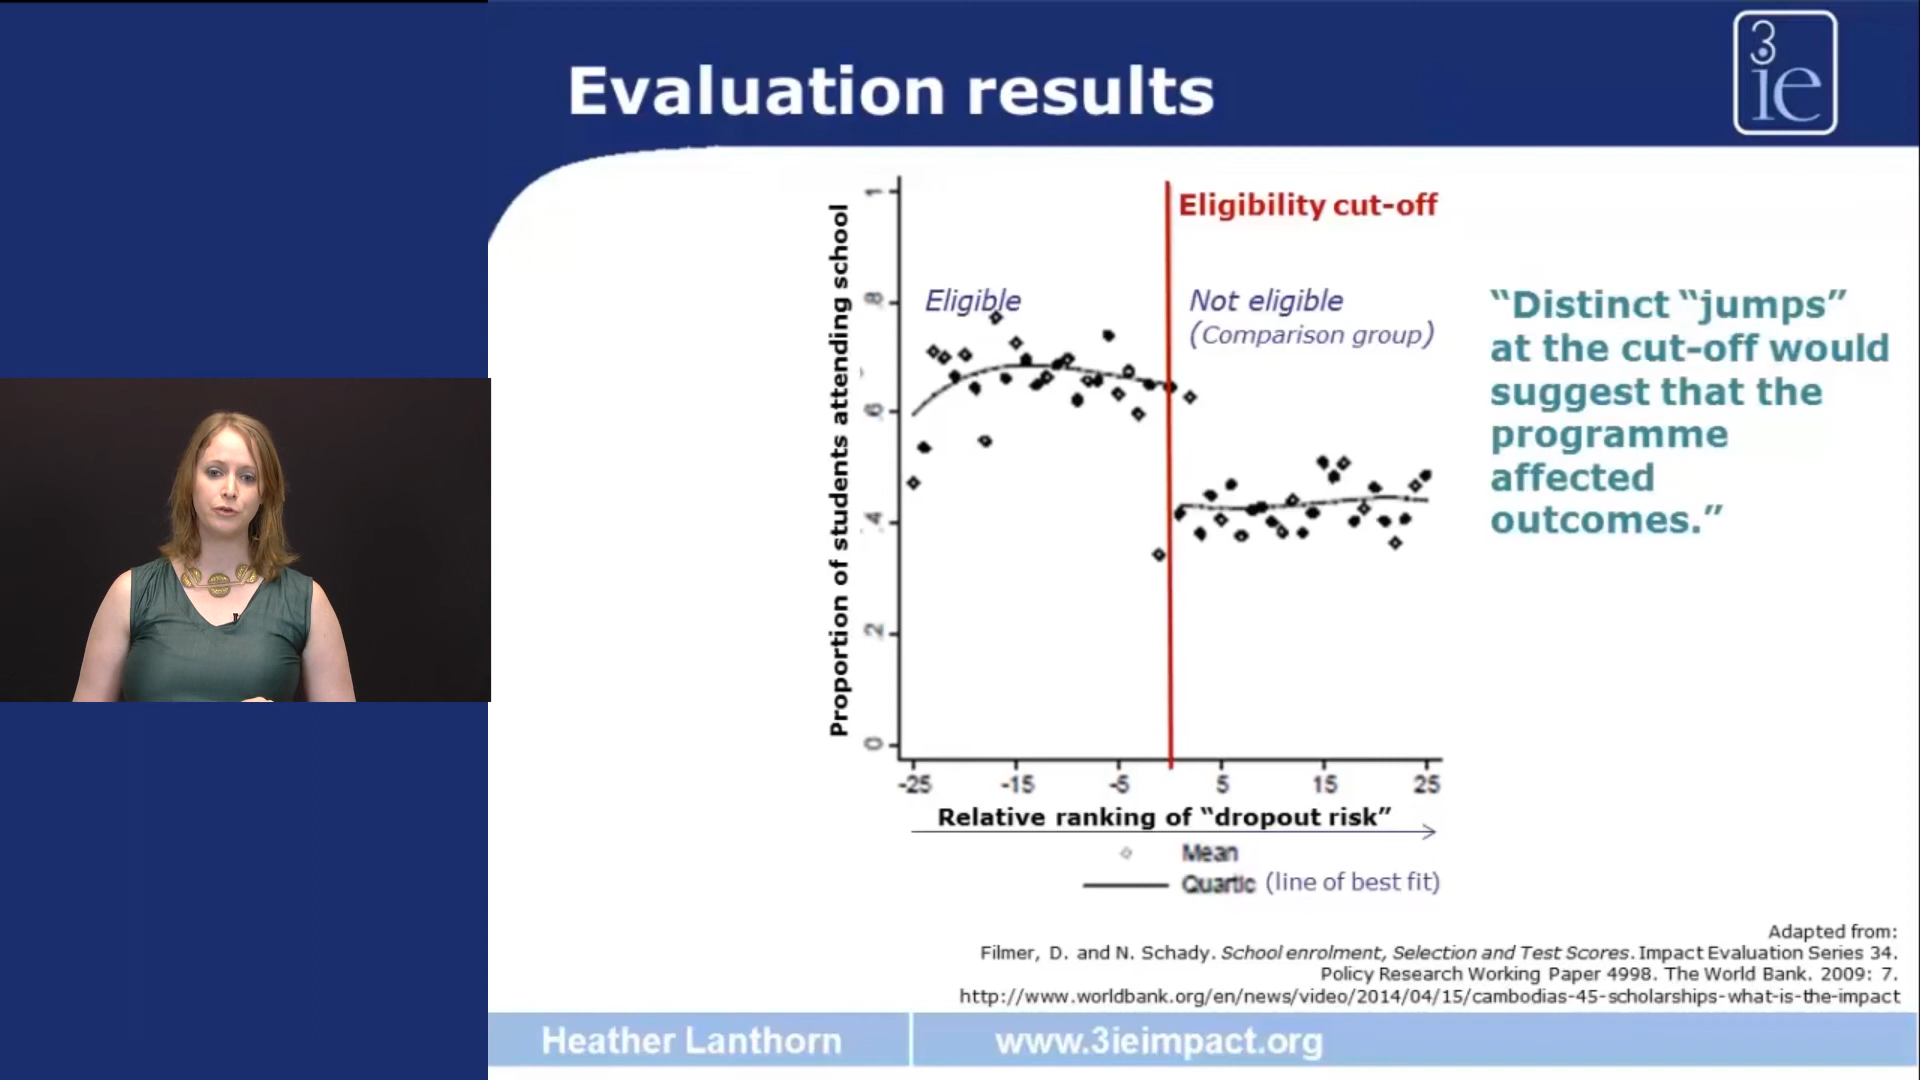 Evaluation results
3
ie
Proportion of students attending school
1
.8
.6
.4
.2
0
Eligibility cut-off
Eligible
Not eligible
(Comparison group)
-25 -15 -5 5 15 25
Relative ranking of “dropout risk”
Mean
Quartic (line of best fit)
“Distinct “jumps”
at the cut-off would
suggest that the
programme
affected
outcomes.”
Adapted from:
Filmer, D. and N. Schady. School enrolment, Selection and Test Scores. Impact Evaluation Series 34.
Policy Research Working Paper 4998. The World Bank. 2009: 7.
http://www.worldbank.org/en/news/video/2014/04/15/cambodias-45-scholarships-what-is-the-impact
Heather Lanthorn
www.3ieimpact.org